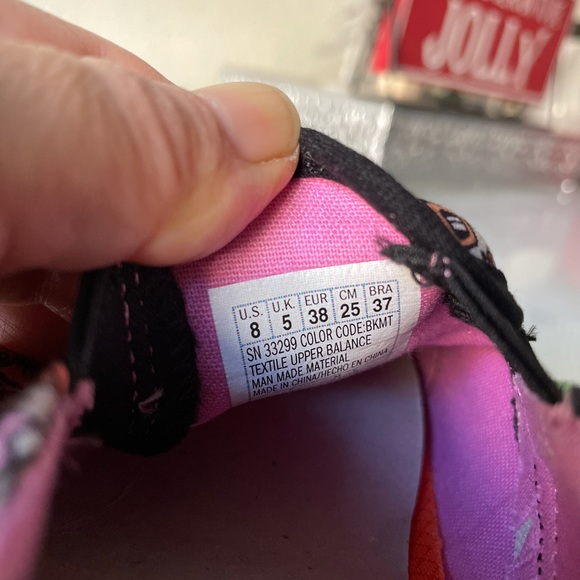 JOLLY
U.S. U.K. EUR CM BRA
8 5 38 25 37
SN 33299 COLOR CODE:BKMT
TEXTILE UPPER BALANCE
MAN MADE MATERIAL
MADE IN CHINA/HECHO EN CHINA